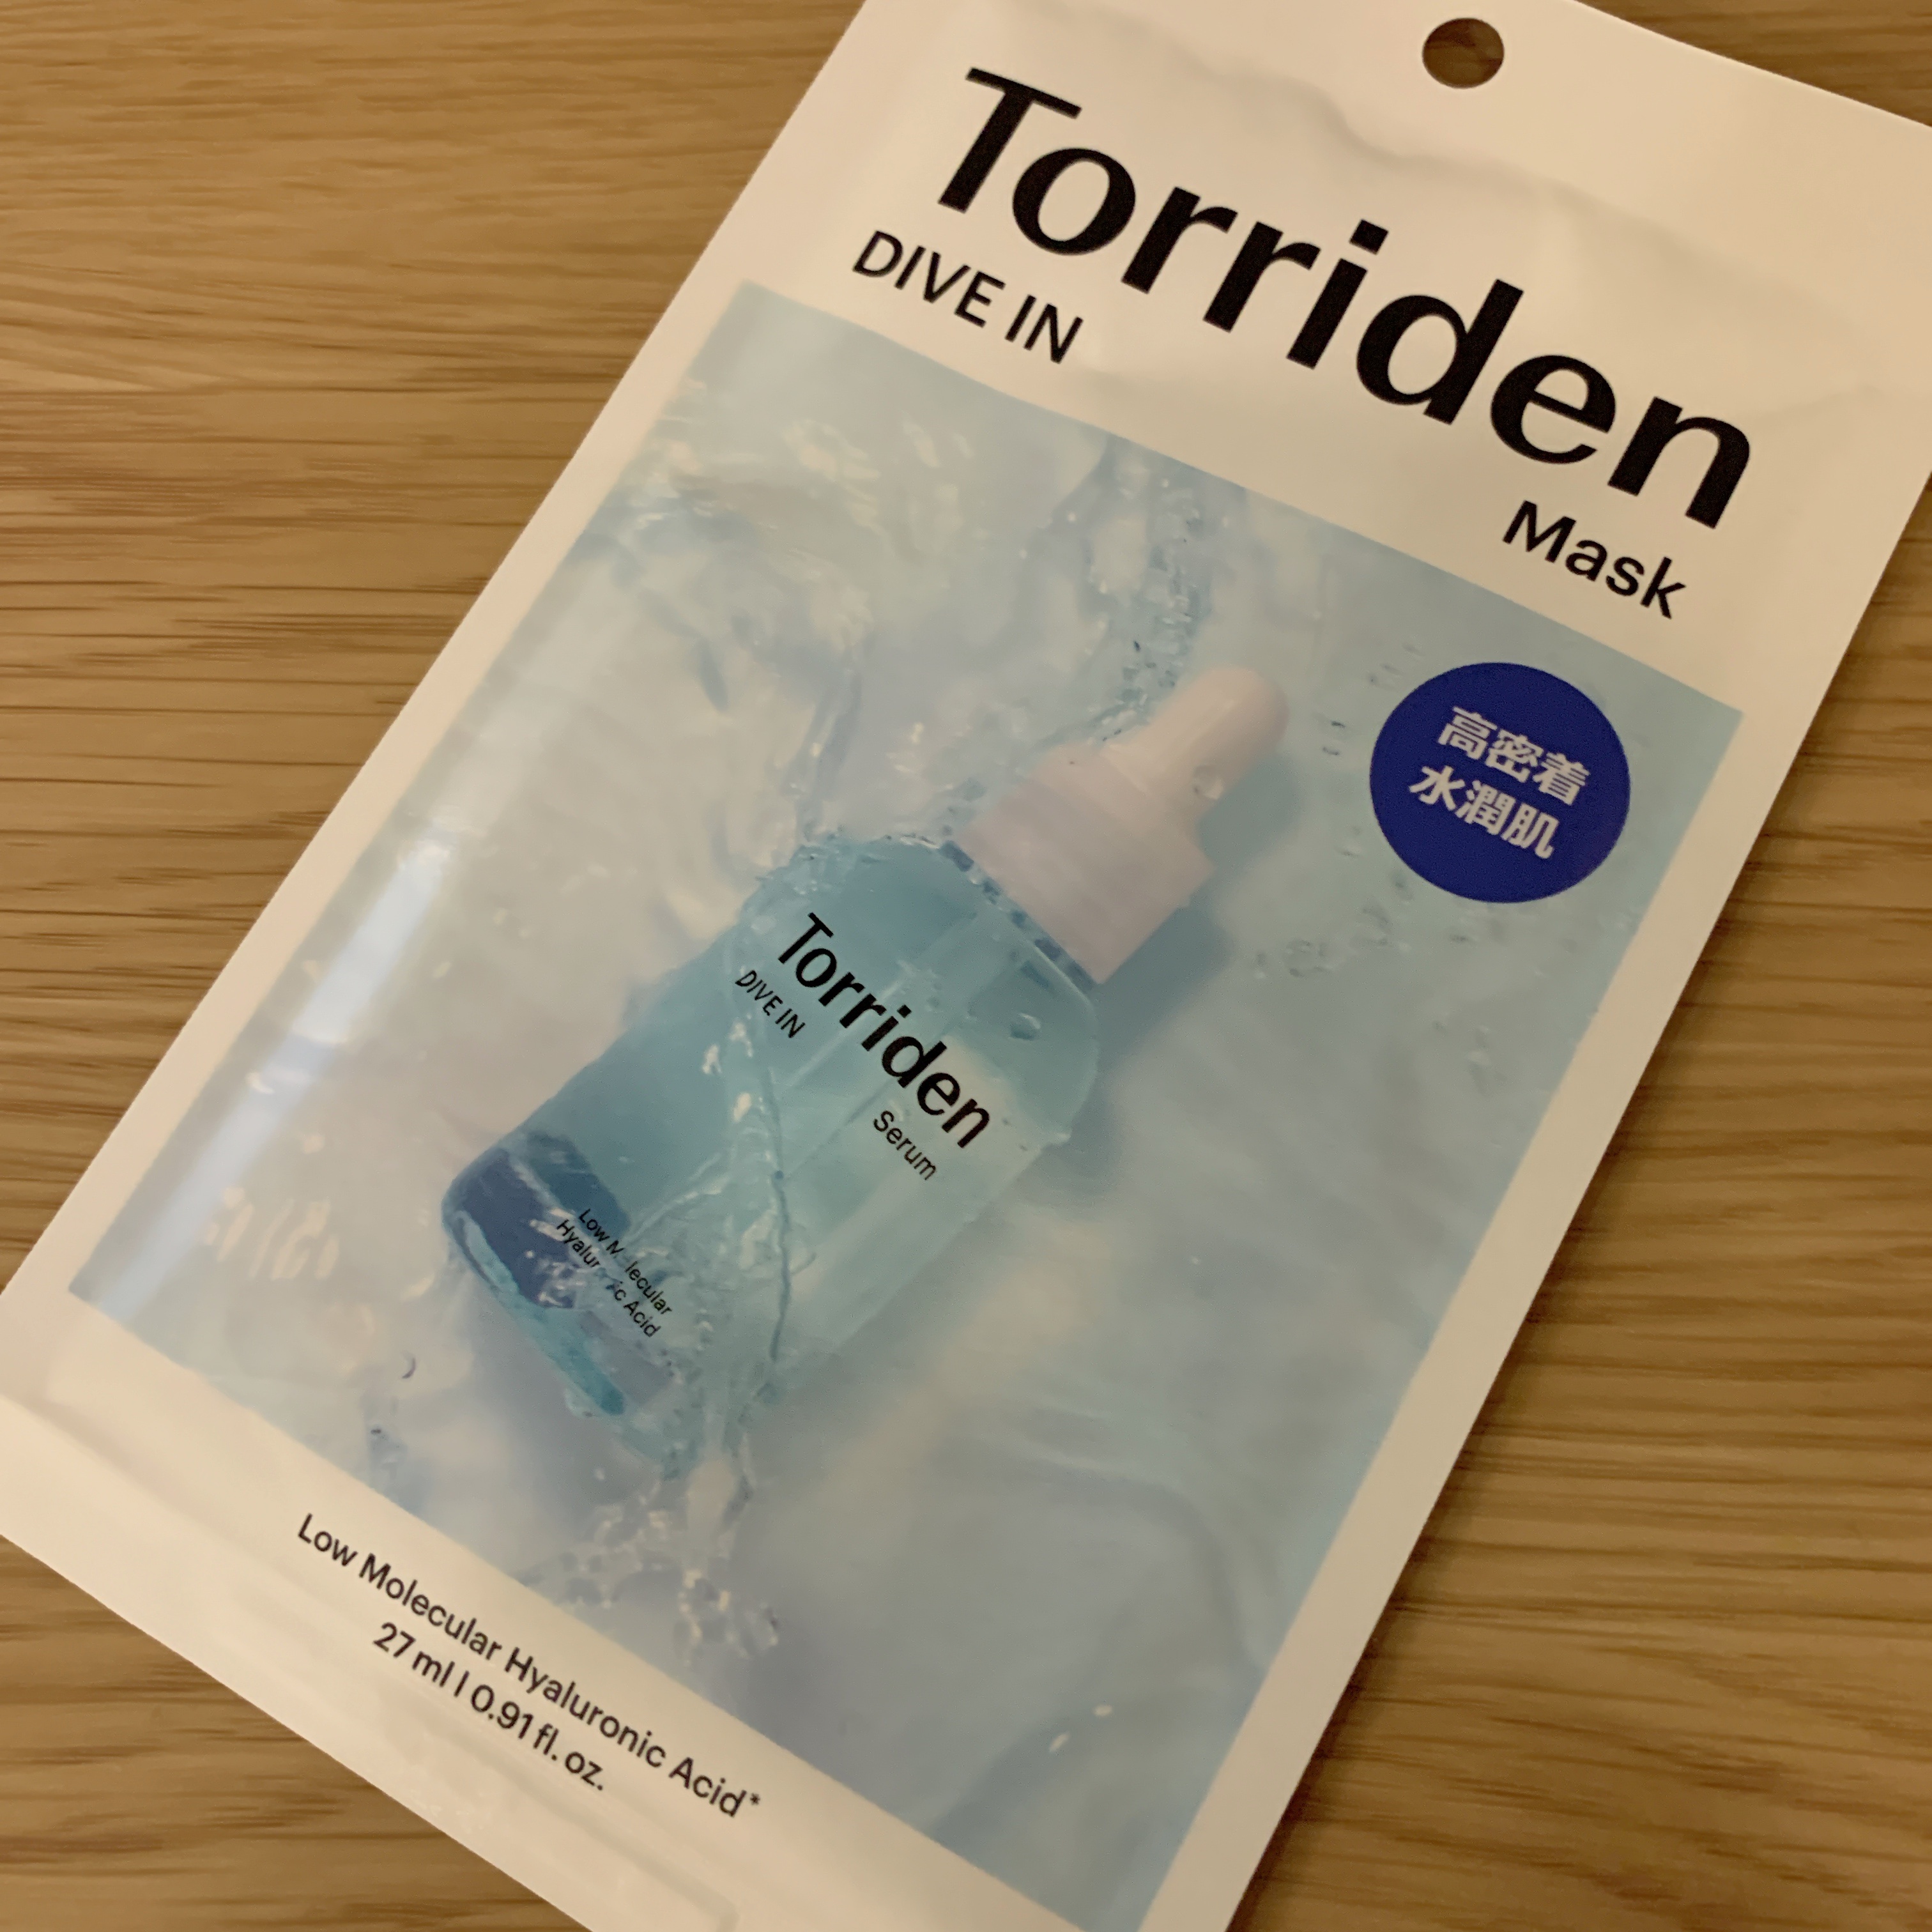 Torriden
DIVE IN
Mask
高密着
水潤肌
Torriden
DIVE IN
Serum
Low Molecular Hyaluronic Acid*
27 ml | 0.91 fl. oz.